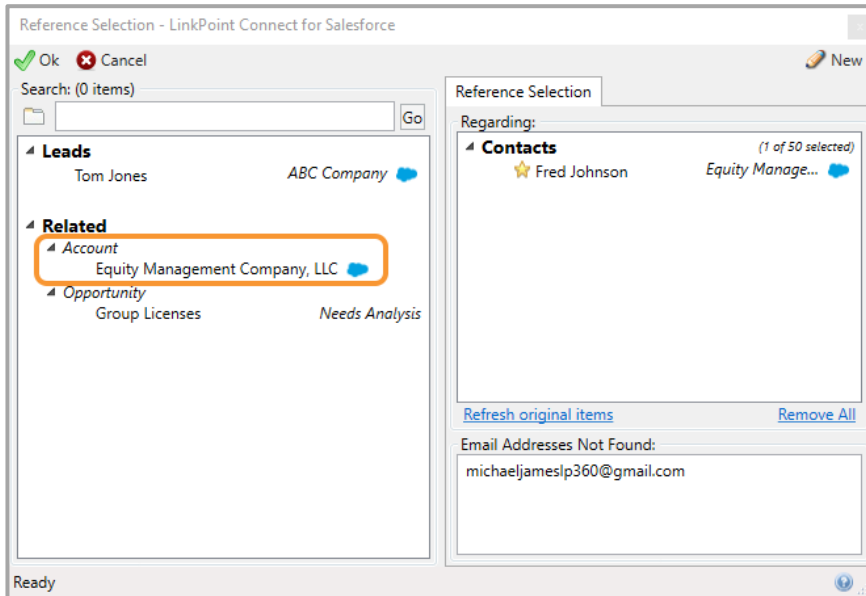 Reference Selection - LinkPoint Connect for Salesforce
Ok Cancel New
Search: (0 items)
Go
Leads
Tom Jones ABC Company
Related
Account
Equity Management Company, LLC
Opportunity
Group Licenses Needs Analysis
Reference Selection
Regarding:
Contacts (1 of 50 selected)
Fred Johnson Equity Manage...
Refresh original items Remove All
Email Addresses Not Found:
michaeljameslp360@gmail.com
Ready